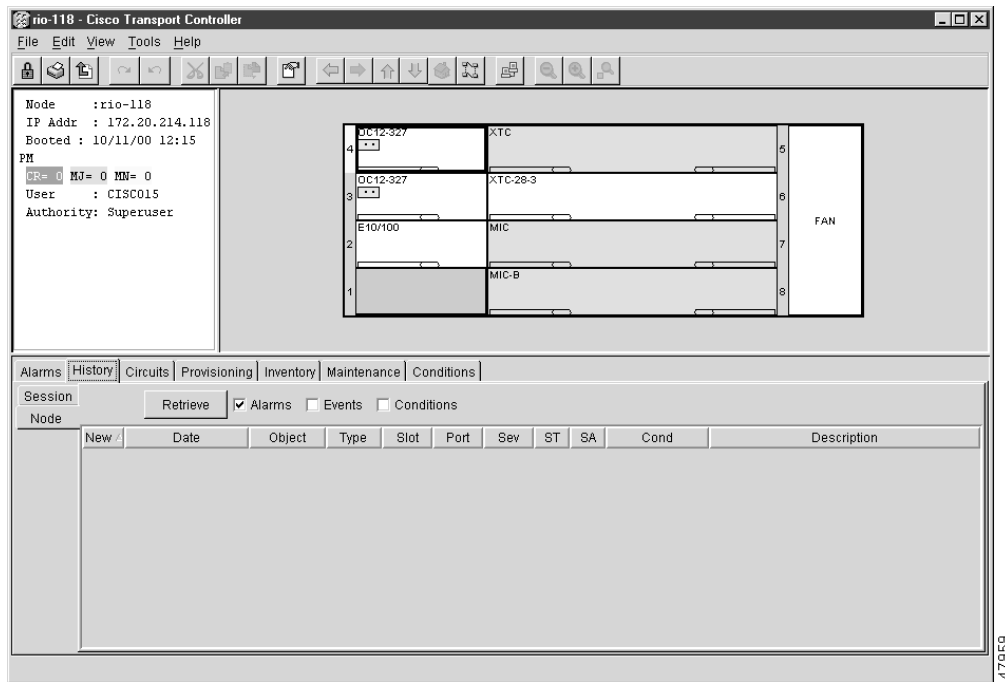 rio-118 - Cisco Transport Controller
File Edit View Tools Help
Node :rio-118
IP Addr : 172.20.214.118
Booted : 10/11/00 12:15
PM
CR= 0 MJ= 0 MN= 0
User : CISCO15
Authority: Superuser
4 OC12-327 XTC 5
3 OC12-327 XTC-28-3 6
2 E10/100 MIC 7
1 MIC-B 8
FAN
Alarms History Circuits Provisioning Inventory Maintenance Conditions
Session
Node
Retrieve Alarms Events Conditions
New Date Object Type Slot Port Sev ST SA Cond Description
47959